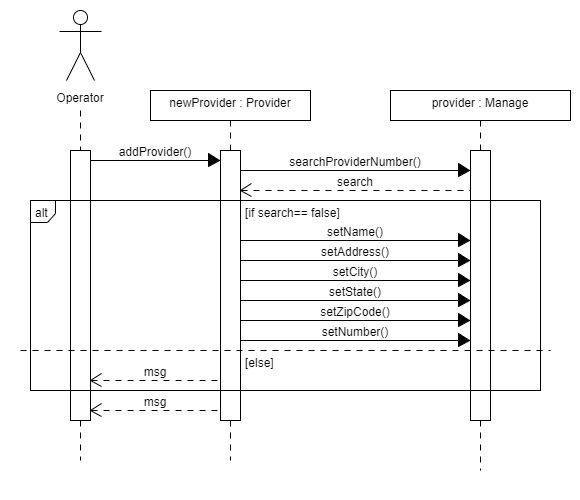 Operator
newProvider : Provider
provider : Manage
addProvider()
searchProviderNumber()
search
alt
[if search== false]
setName()
setAddress()
setCity()
setState()
setZipCode()
setNumber()
[else]
msg
msg